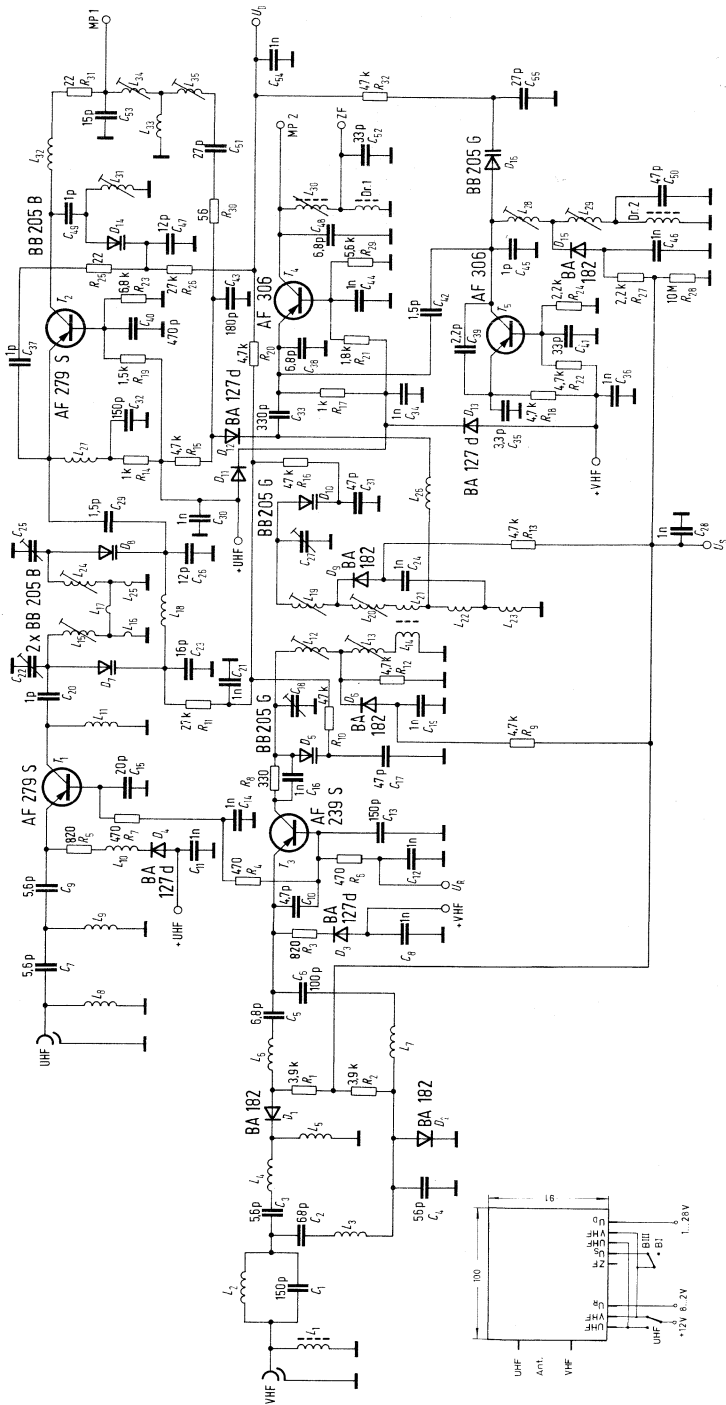 UHF
5,6p
C7
5,6p
C9
L8
L9
820
R5
470
R7
L10
D4
BA
127d
+UHF
1n
C11
AF 279 S
T1
20p
C15
1n
C14
470
R4
L11
1p
C20
C22
2 x BB 205 B
C25
D7
L15
L16
L17
L24
L25
D8
L18
16p
C23
12p
C26
27k
R11
1n
C21
1,5p
C29
L27
1k
R14
150p
C32
4,7k
R15
1n
C30
+UHF
D11
D12
BA 127 d
1p
C37
AF 279 S
T2
1,5k
R19
470p
C40
6,8k
R23
22
R25
27k
R26
BB 205 B
L32
1p
C49
L31
D14
12p
C47
22
R31
MP1
15p
C53
L34
L33
L35
27p
C51
56
R30
180p
C43
4,7k
R20
UD
1n
C54
VHF
L1
L2
150p
C1
5,6p
C3
68p
C2
L3
L4
L5
56p
C4
BA 182
D1
BA 182
3,9k
R1
3,9k
R2
L6
6,8p
C5
L7
C6
100p
820
R3
BA
127d
D3
1n
C8
+VHF
4,7p
C10
470
R6
1n
C12
UR
T3
AF
239 S
150p
C13
330
R8
1n
C16
BB205 G
D5
C18
47k
R10
47p
C17
L12
L13
L14
D6
BA
182
4,7k
R12
1n
C19
4,7k
R9
BB205 G
L19
L20
L21
L22
L23
C27
D9
BA
182
1n
C24
47k
R16
D10
47p
C31
L26
4,7k
R13
1n
C28
US
330p
C33
1k
R17
1n
C34
6,8p
AF 306
T4
1,8k
R21
1n
C44
5,6k
R29
6,8p
C48
L30
Dr.1
MP 2
ZF
33p
C52
1,5p
C42
BA 127 d
D13
+VHF
3,3p
C35
4,7k
R18
1n
C36
2,2p
C39
AF 306
T5
4,7k
R22
33p
C41
2,2k
R24
1p
C45
BB 205 G
D16
L28
L29
D15
BA
182
2,2k
R27
10M
R28
1n
C46
Dr.2
47p
C50
47k
R32
27p
C55
100
91
UHF
Ant.
VHF
UHF
VHF
UR
ZF
US
UHF
VHF
UD
UHF
+12V
8...2V
BIII
BI
1...28V